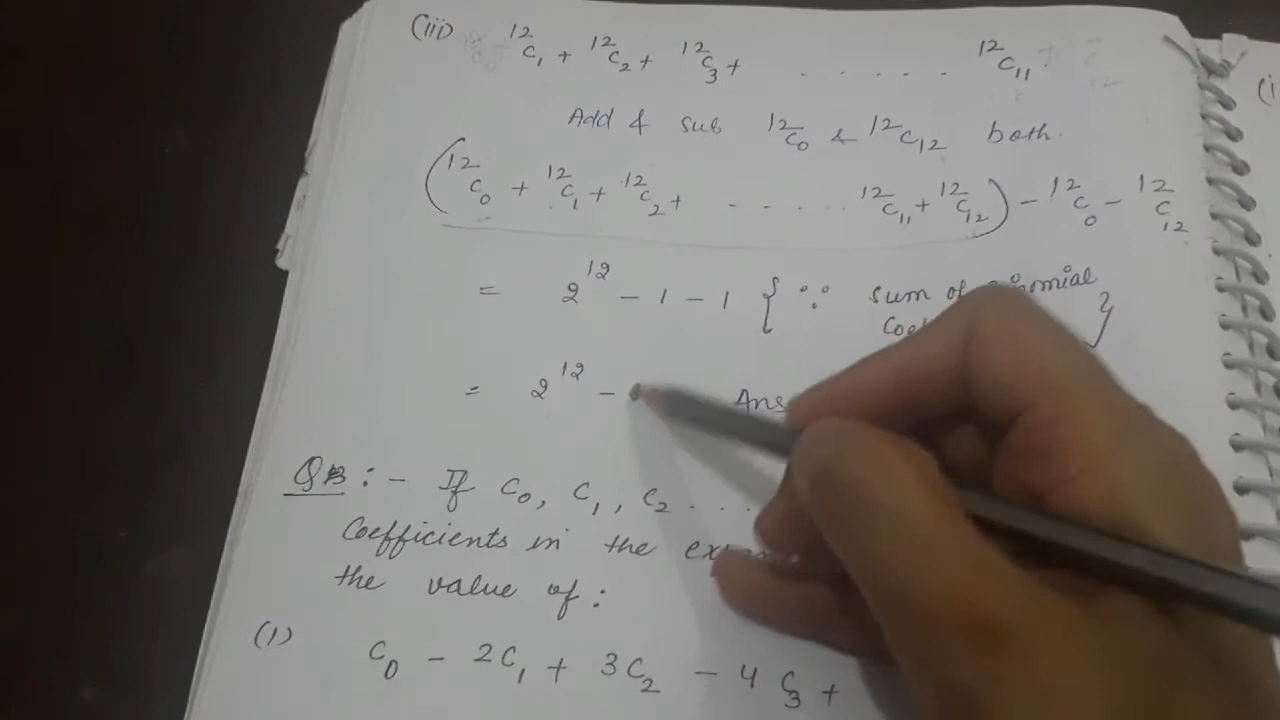 (iii) ¹²C₁ + ¹²C₂ + ¹²C₃ + . . . . . . ¹²C₁₁
Add & sub ¹²C₀ & ¹²C₁₂ both.
(¹²C₀ + ¹²C₁ + ¹²C₂ + . . . . . ¹²C₁₁ + ¹²C₁₂) - ¹²C₀ - ¹²C₁₂
= 2¹² - 1 - 1 { ∵ sum of
}
= 2¹² - Ans
Q : - If C₀, C₁, C₂ . . .
Coefficients in the
the value of :
(1) C₀ - 2C₁ + 3C₂ - 4C₃ +